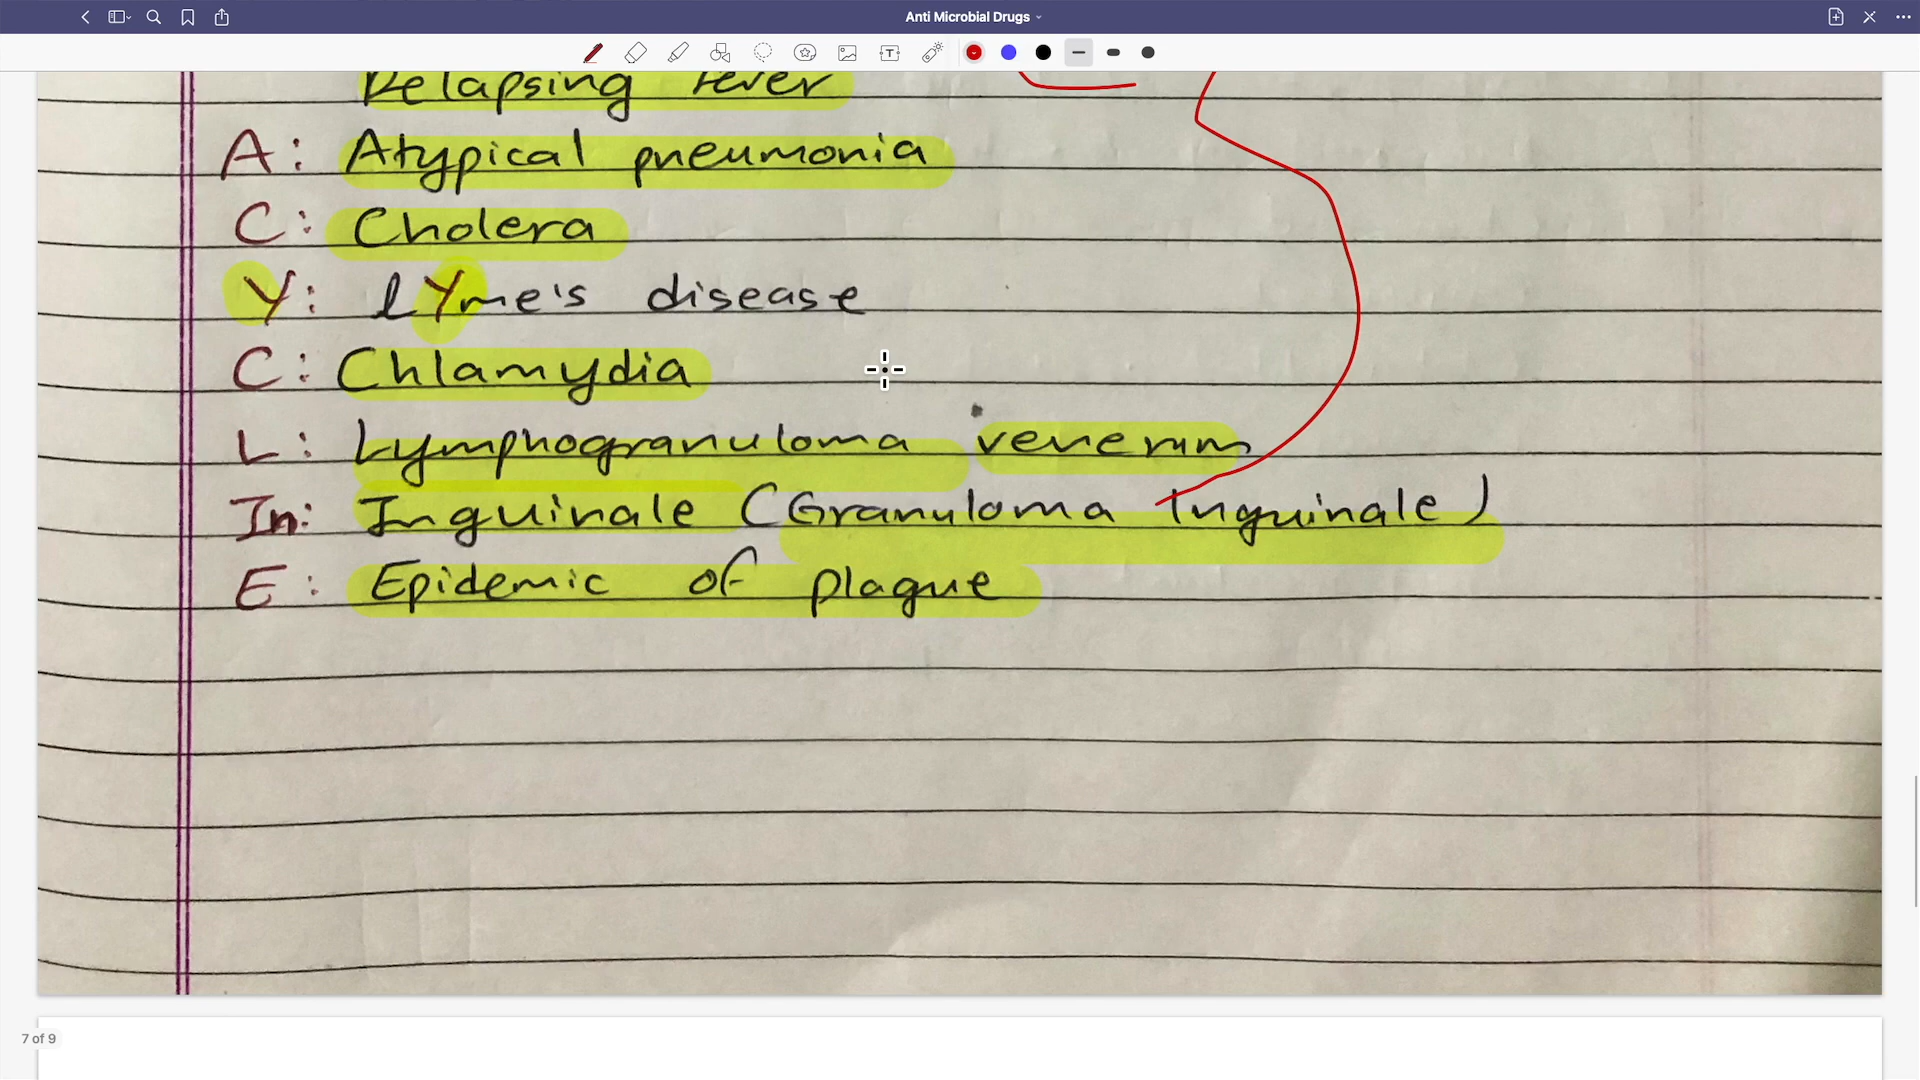 Anti Microbial Drugs
Relapsing fever
A: Atypical pneumonia
C: Cholera
Y: lYme's disease
C: Chlamydia
L: Lymphogranuloma venerum
In: Inguinale (Granuloma Inguinale)
E: Epidemic of plague
7 of 9